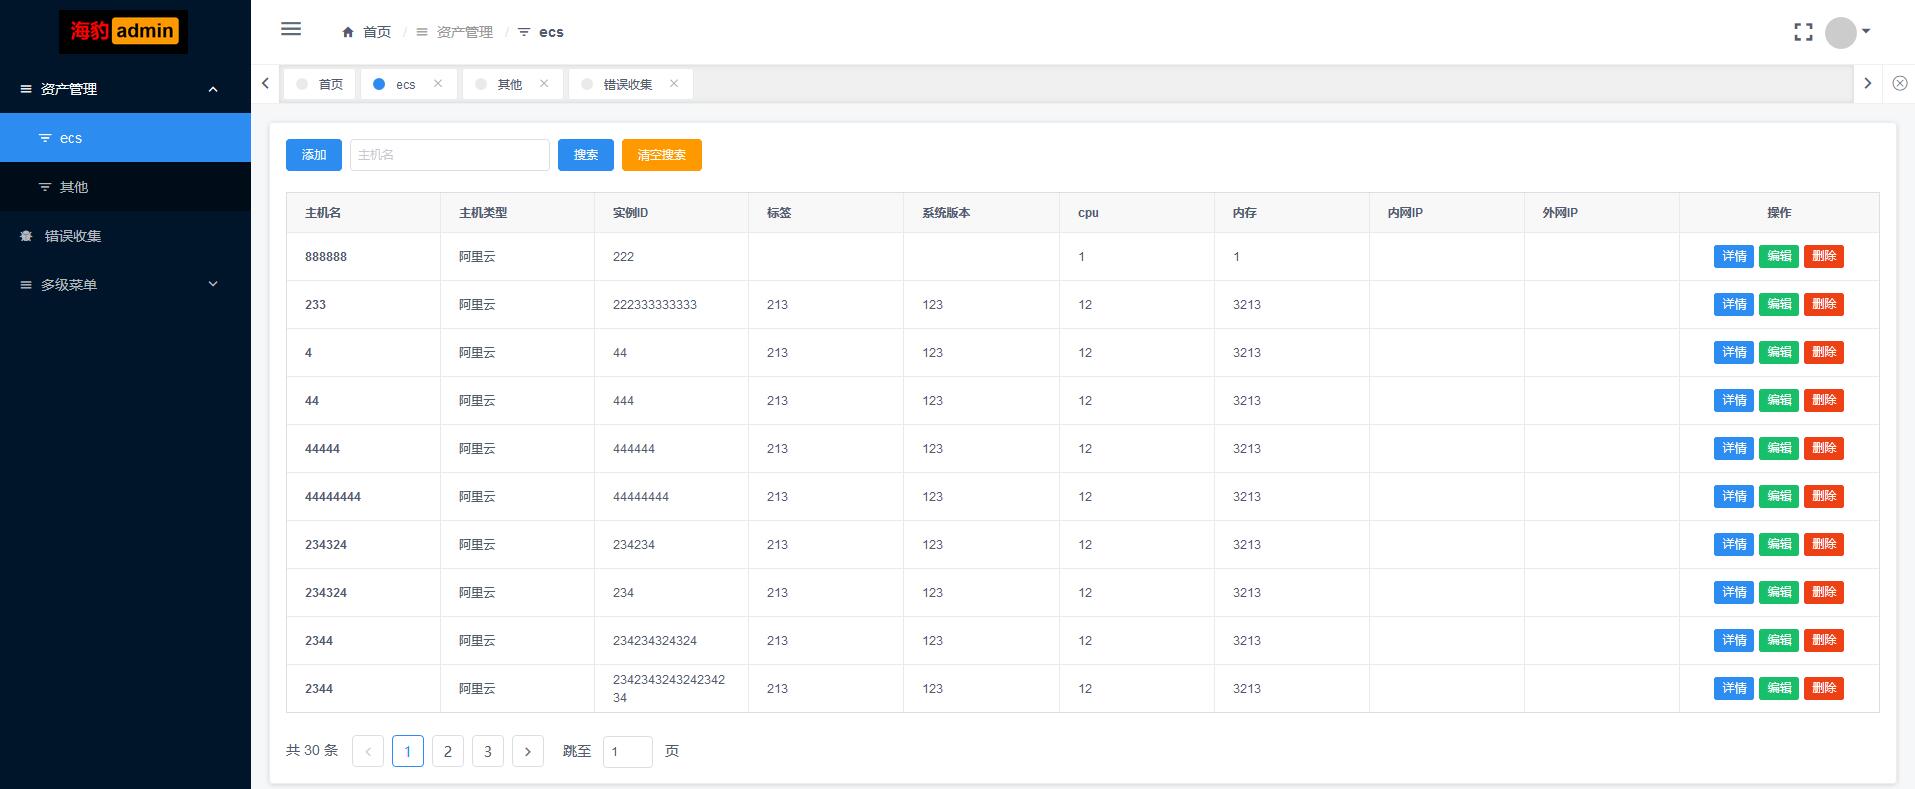 海豹 admin
资产管理
ecs
其他
错误收集
多级菜单
首页 / 资产管理 / ecs
首页 ecs 其他 错误收集
添加 主机名 搜索 清空搜索
主机名 主机类型 实例ID 标签 系统版本 cpu 内存 内网IP 外网IP 操作
888888 阿里云 222 1 1 详情 编辑 删除
233 阿里云 222333333333 213 123 12 3213 详情 编辑 删除
4 阿里云 44 213 123 12 3213 详情 编辑 删除
44 阿里云 444 213 123 12 3213 详情 编辑 删除
44444 阿里云 444444 213 123 12 3213 详情 编辑 删除
44444444 阿里云 44444444 213 123 12 3213 详情 编辑 删除
234324 阿里云 234234 213 123 12 3213 详情 编辑 删除
234324 阿里云 234 213 123 12 3213 详情 编辑 删除
2344 阿里云 234234324324 213 123 12 3213 详情 编辑 删除
2344 阿里云 2342343243242342 213 123 12 3213 详情 编辑 删除
34
共 30 条 1 2 3 跳至 1 页